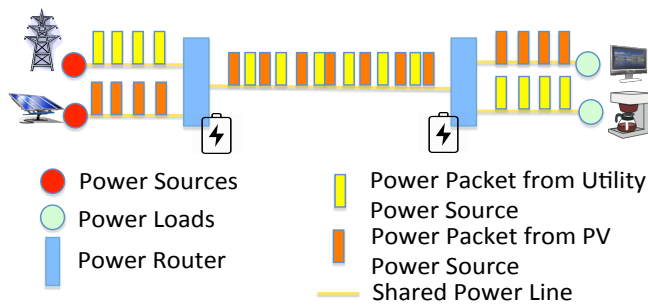 Power Sources
Power Loads
Power Router
Power Packet from Utility
Power Source
Power Packet from PV
Power Source
Shared Power Line